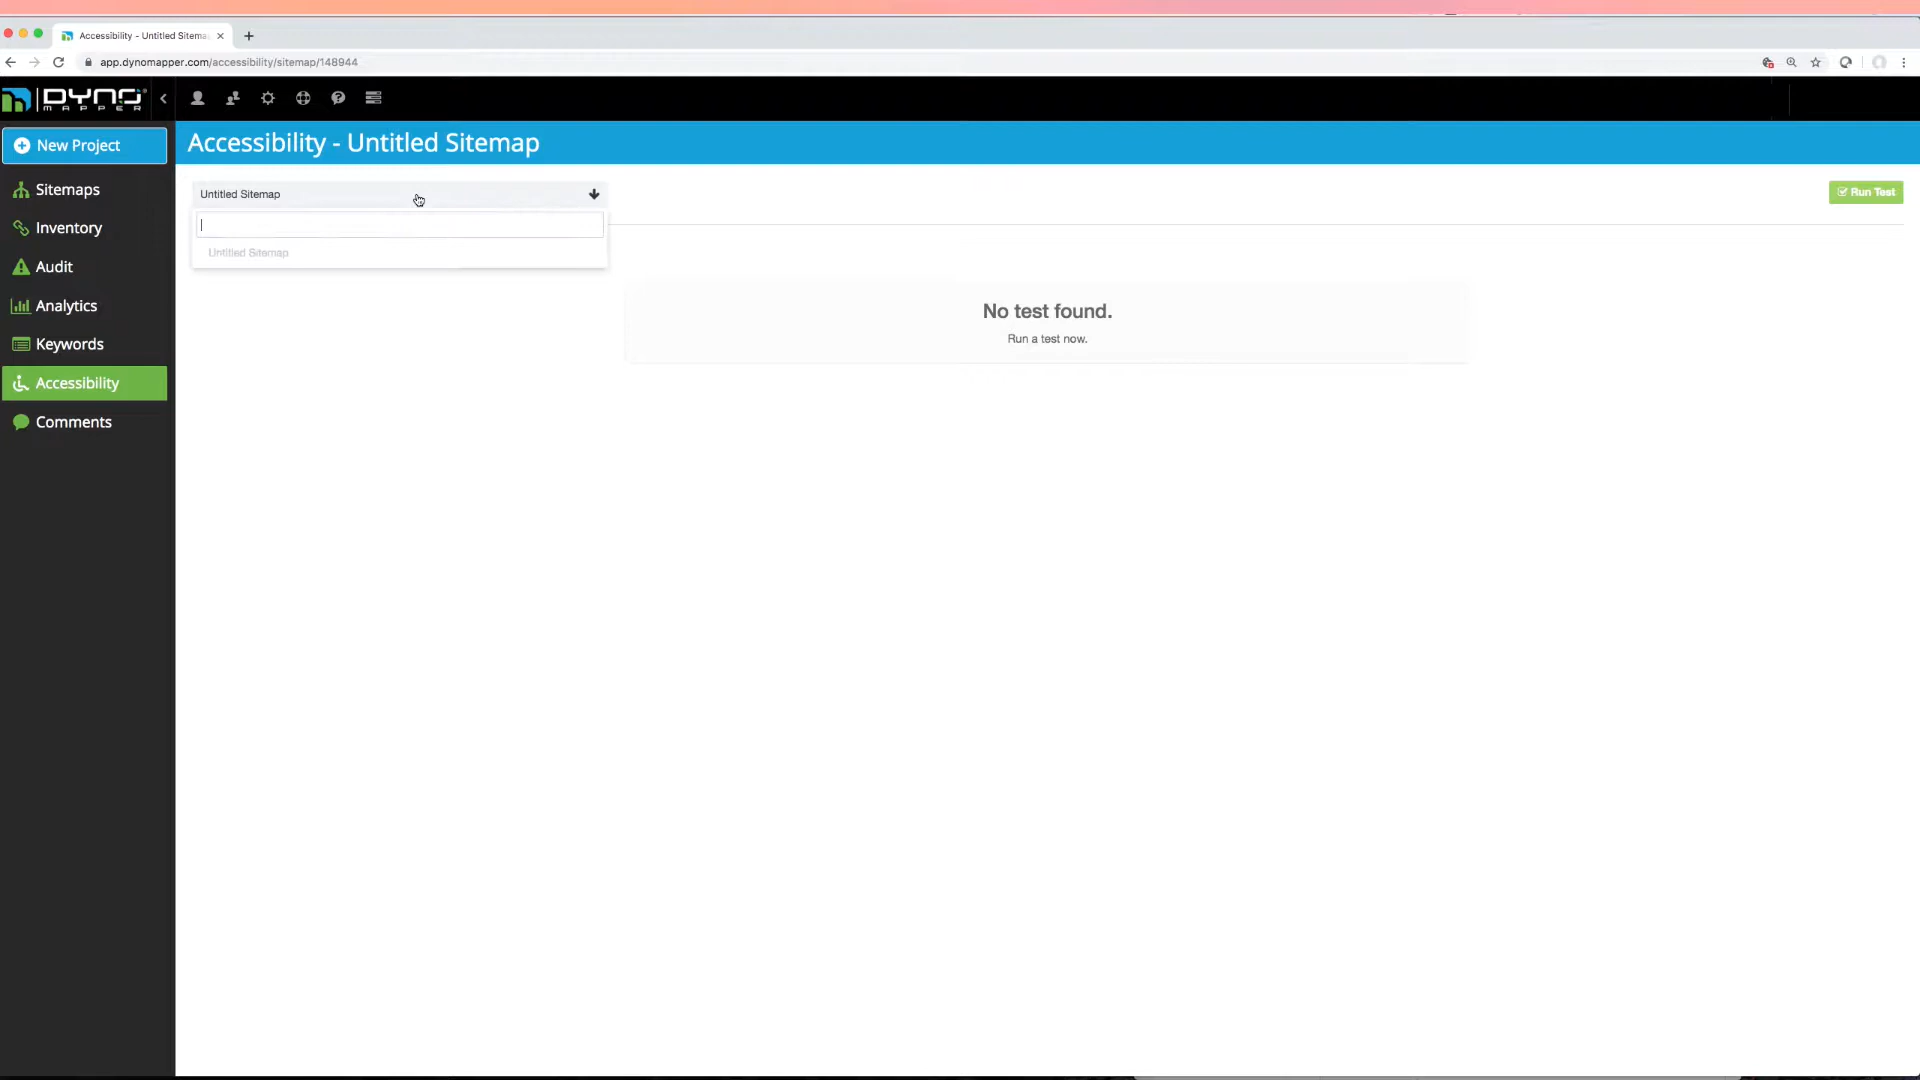 Accessibility - Untitled Sitema
app.dynomapper.com/accessibility/sitemap/148944
DYNO
MAPPER
New Project
Accessibility - Untitled Sitemap
Sitemaps
Inventory
Audit
Analytics
Keywords
Accessibility
Comments
Untitled Sitemap
Untitled Sitemap
Run Test
No test found.
Run a test now.